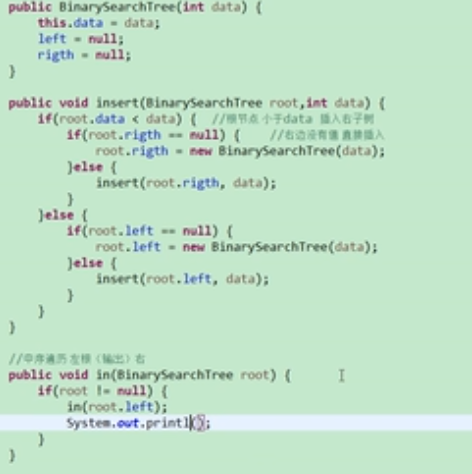 public BinarySearchTree(int data) {
this.data = data;
left = null;
rigth = null;
}
public void insert(BinarySearchTree root,int data) {
if(root.data < data) { //根节点 小于data 插入右子树
if(root.rigth == null) { //右边没有值 直接插入
root.rigth = new BinarySearchTree(data);
}else {
insert(root.rigth, data);
}
}else {
if(root.left == null) {
root.left = new BinarySearchTree(data);
}else {
insert(root.left, data);
}
}
}
//中序遍历 左根（输出）右
public void in(BinarySearchTree root) {
if(root != null) {
in(root.left);
System.out.printl();
}
}